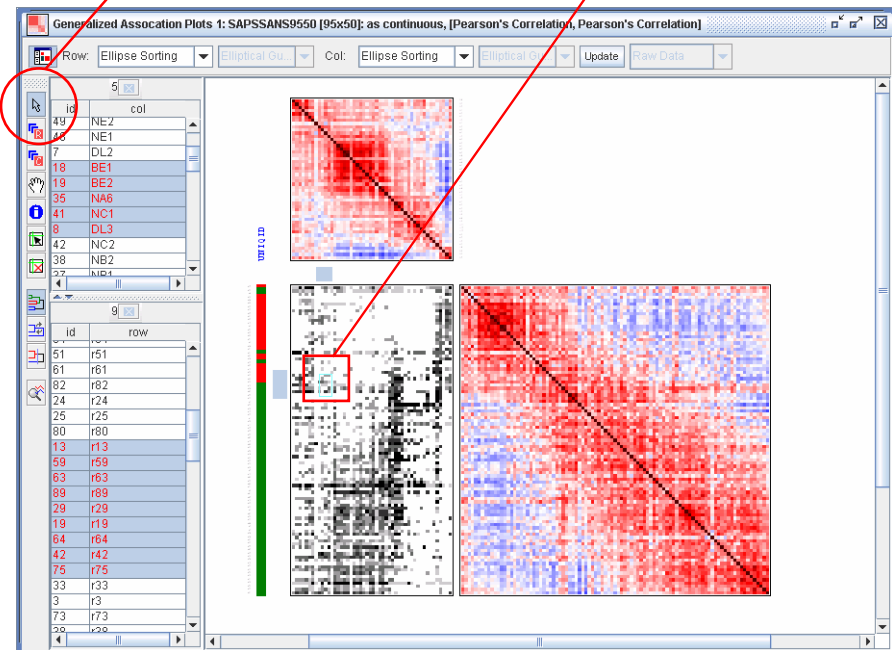 Generalized Assocation Plots 1: SAPSSANS9550 [95x50]: as continuous, [Pearson's Correlation, Pearson's Correlation]
Row: Ellipse Sorting Elliptical Gu... Col: Ellipse Sorting Elliptical Gu... Update Raw Data
5
id col
49 NE2
48 NE1
7 DL2
18 BE1
19 BE2
35 NA6
41 NC1
8 DL3
42 NC2
38 NB2
37 NB1
UNIQID
9
id row
51 r51
61 r61
82 r82
24 r24
25 r25
80 r80
13 r13
59 r59
63 r63
89 r89
29 r29
19 r19
64 r64
42 r42
75 r75
33 r33
3 r3
73 r73